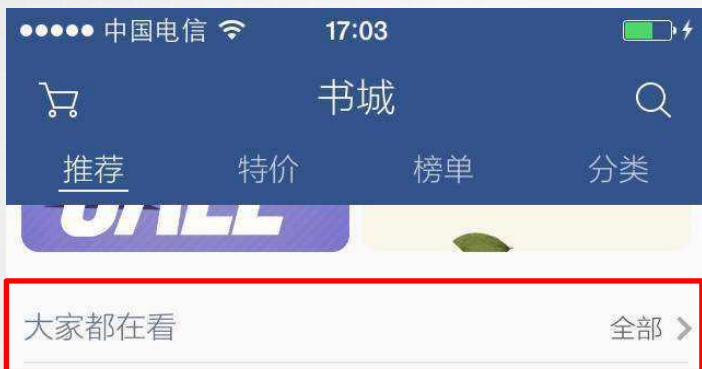 中国电信 17:03
书城
推荐 特价 榜单 分类
大家都在看 全部